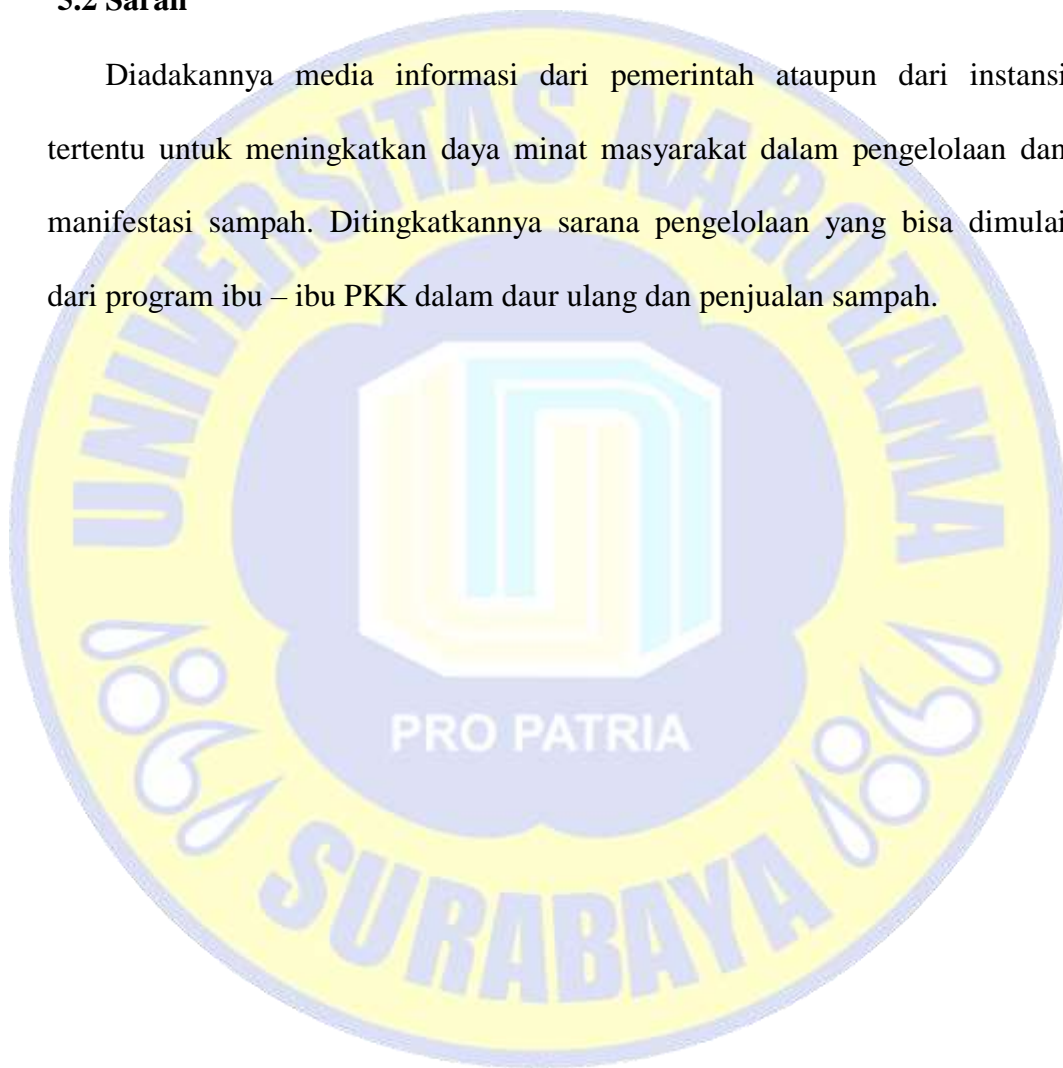 5.2 Saran
Diadakannya media informasi dari pemerintah ataupun dari instansi
tertentu untuk meningkatkan daya minat masyarakat dalam pengelolaan dan
manifestasi sampah. Ditingkatkannya sarana pengelolaan yang bisa dimulai
dari program ibu – ibu PKK dalam daur ulang dan penjualan sampah.
UNIVERSITAS NAROTAMA
PRO PATRIA
SURABAYA